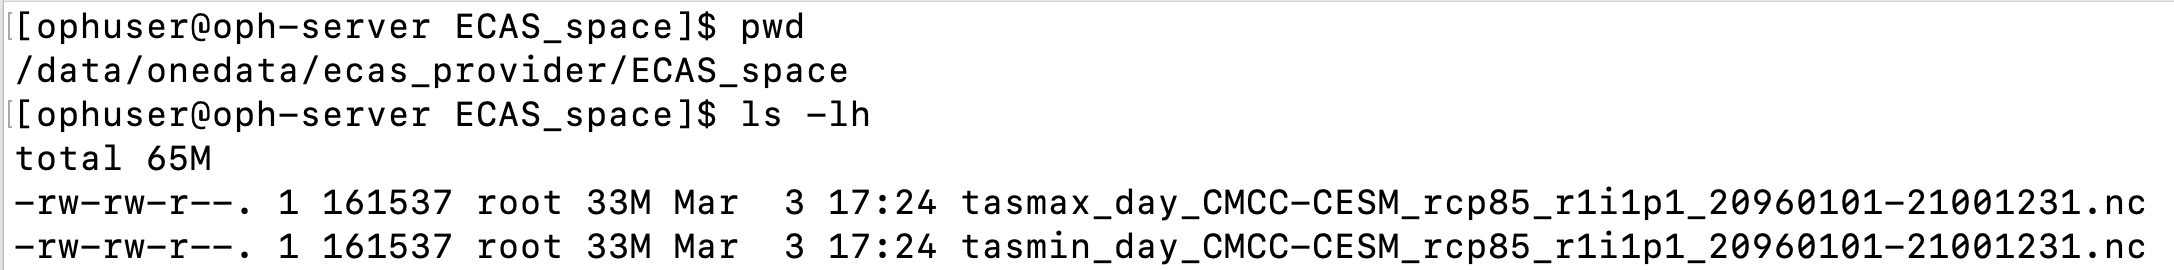 [ophuser@oph-server ECAS_space]$ pwd
/data/onedata/ecas_provider/ECAS_space
[ophuser@oph-server ECAS_space]$ ls -lh
total 65M
-rw-rw-r--. 1 161537 root 33M Mar  3 17:24 tasmax_day_CMCC-CESM_rcp85_r1i1p1_20960101-21001231.nc
-rw-rw-r--. 1 161537 root 33M Mar  3 17:24 tasmin_day_CMCC-CESM_rcp85_r1i1p1_20960101-21001231.nc